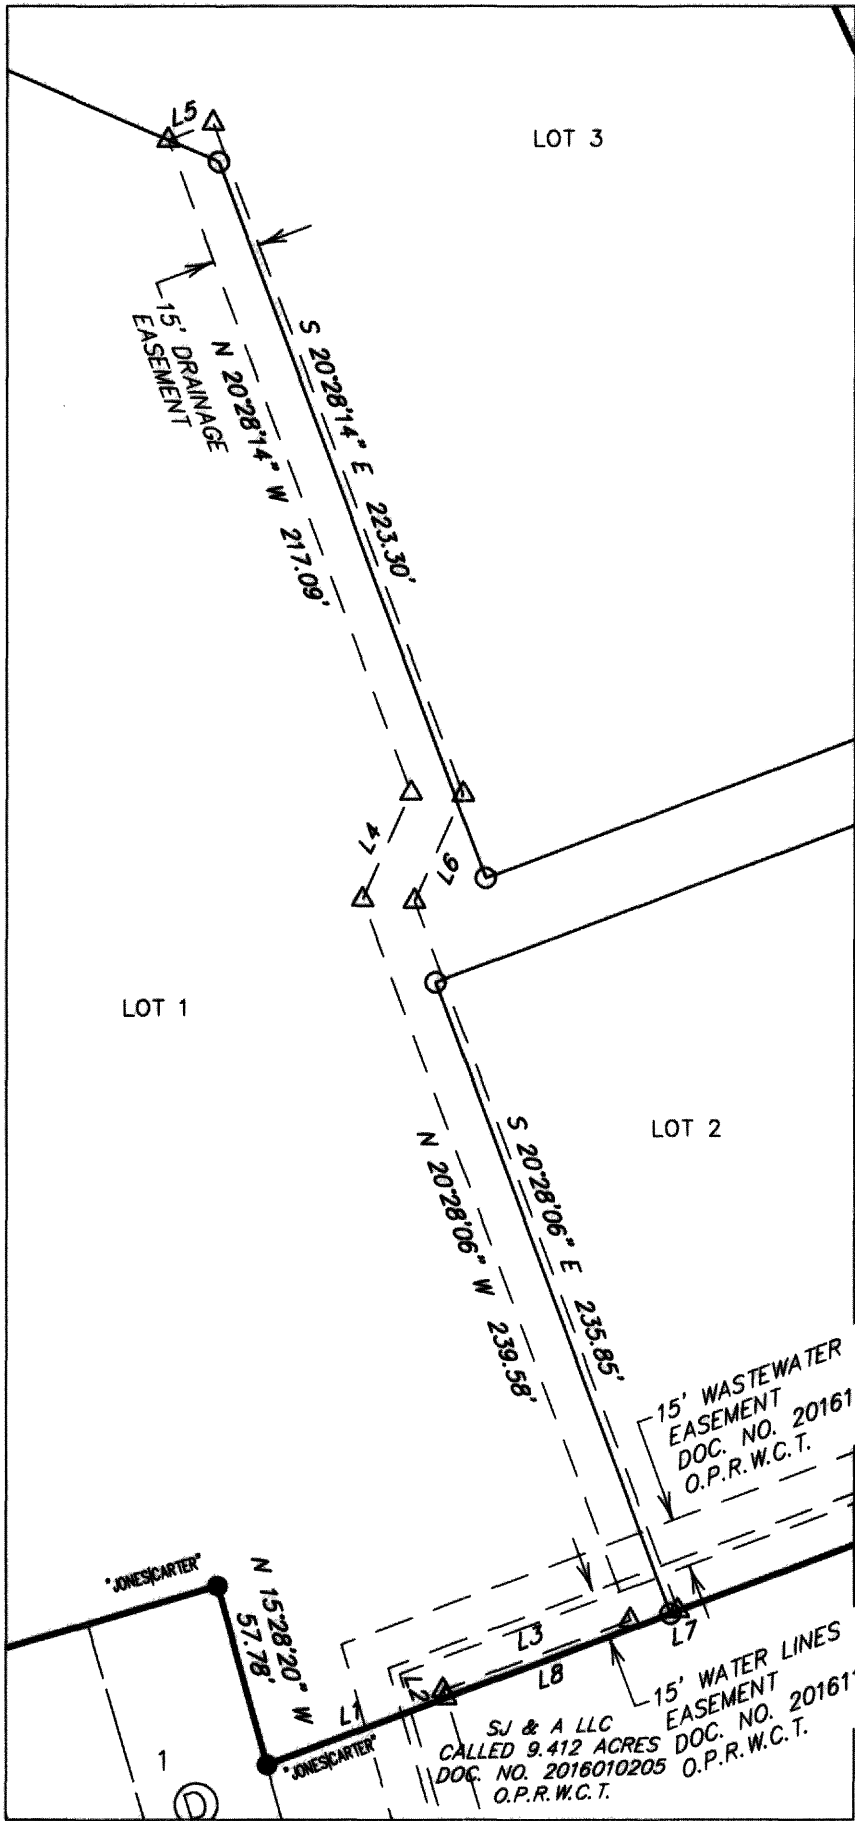 L5
LOT 3
15' DRAINAGE
EASEMENT
S 20°28'14" E 223.30'
N 20°28'14" W 217.09'
L4
L6
LOT 1
LOT 2
S 20°28'06" E 235.85'
N 20°28'06" W 239.58'
15' WASTEWATER
EASEMENT
DOC. NO. 20161
O.P.R.W.C.T.
"JONES|CARTER"
N 15°28'20" W
57.78'
L3
L7
L8
L2
L1
"JONES|CARTER"
15' WATER LINES
EASEMENT
DOC. NO. 20161
O.P.R.W.C.T.
SJ & A LLC
CALLED 9.412 ACRES
DOC. NO. 2016010205
O.P.R.W.C.T.
1
D